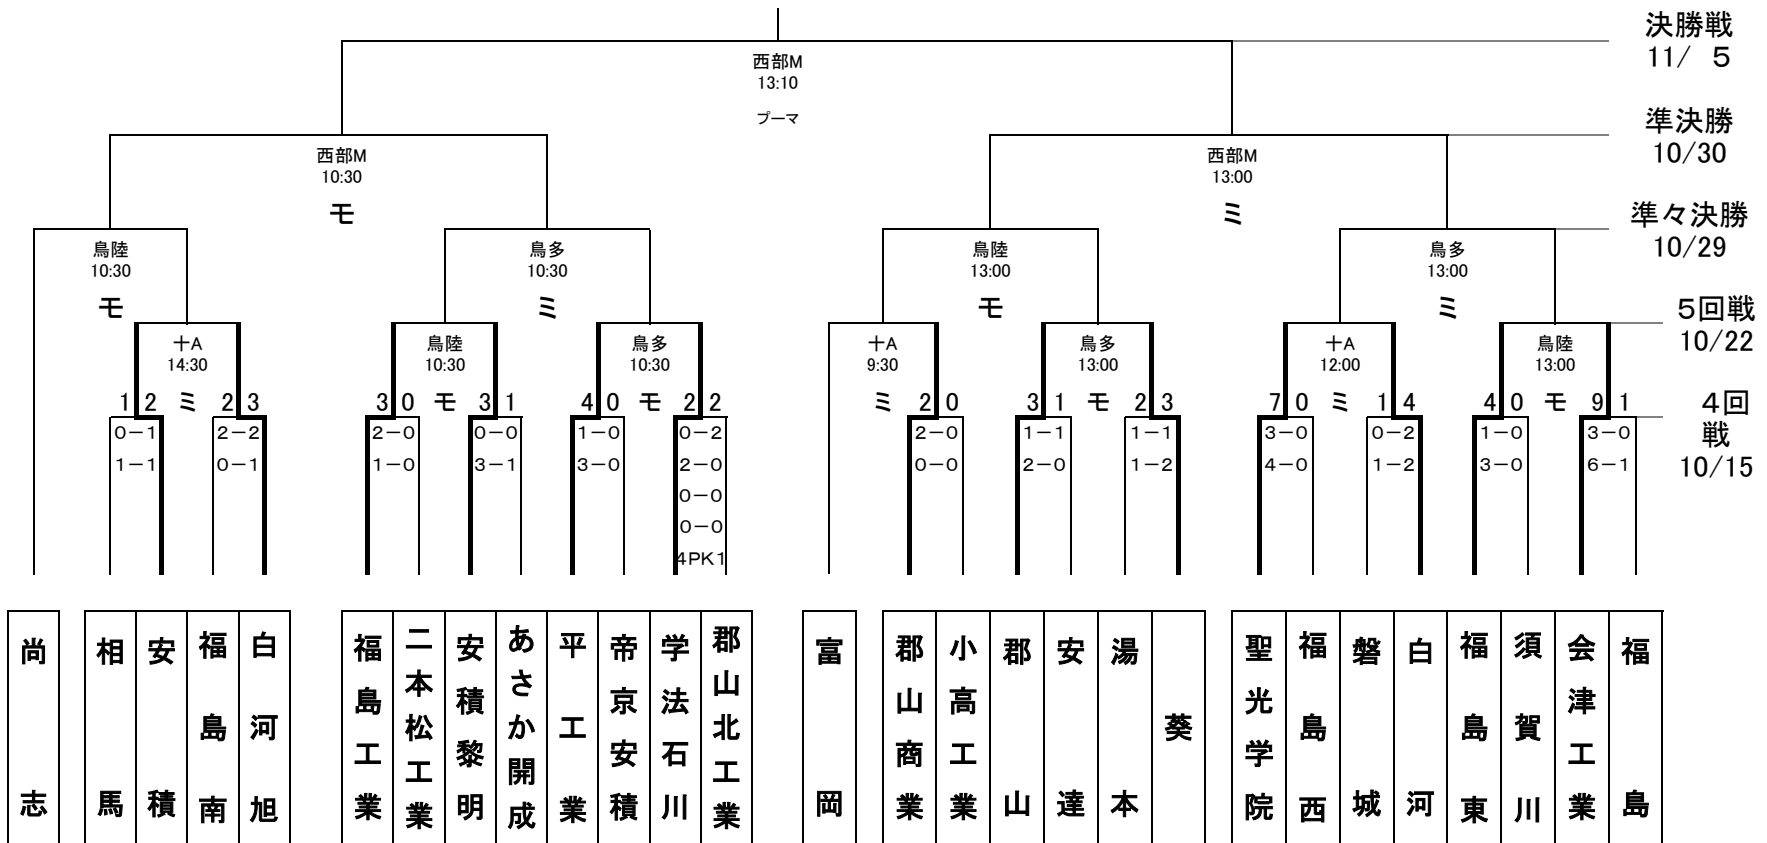 決勝戦
11/ 5
西部M
13:10
プーマ
準決勝
10/30
西部M
10:30
モ
西部M
13:00
ミ
準々決勝
10/29
鳥陸
10:30
モ
鳥多
10:30
ミ
鳥陸
13:00
モ
鳥多
13:00
ミ
5回戦
10/22
十A
14:30
ミ
鳥陸
10:30
モ
鳥多
10:30
モ
十A
9:30
ミ
鳥多
13:00
モ
十A
12:00
ミ
鳥陸
13:00
モ
4回
戦
10/15
1 2
0-1
1-1
2 3
2-2
0-1
3 0
2-0
1-0
3 1
0-0
3-1
4 0
1-0
3-0
2 2
0-2
2-0
0-0
0-0
4PK1
2 0
2-0
0-0
3 1
1-1
2-0
2 3
1-1
1-2
7 0
3-0
4-0
1 4
0-2
1-2
4 0
1-0
3-0
9 1
3-0
6-1
尚志
相馬
安積
福島南
白河旭
福島工業
二本松工業
安積黎明
あさか開成
平工業
帝京安積
学法石川
郡山北工業
富岡
郡山商業
小高工業
郡山
安達
湯本
葵
聖光学院
福島西
磐城
白河
福島東
須賀川
会津工業
福島